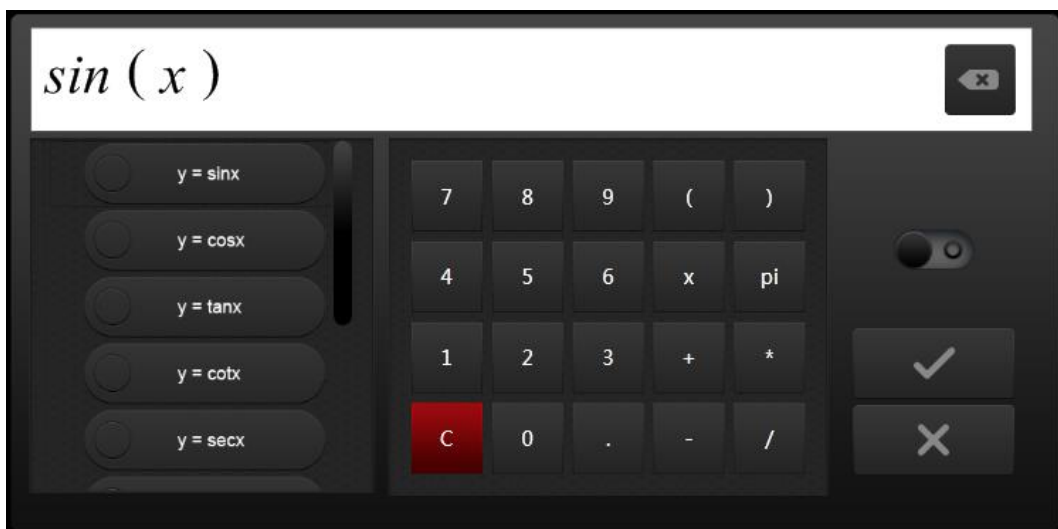 sin ( x )
y = sinx
y = cosx
y = tanx
y = cotx
y = secx
7 8 9 ( )
4 5 6 x pi
1 2 3 + *
C 0 . - /